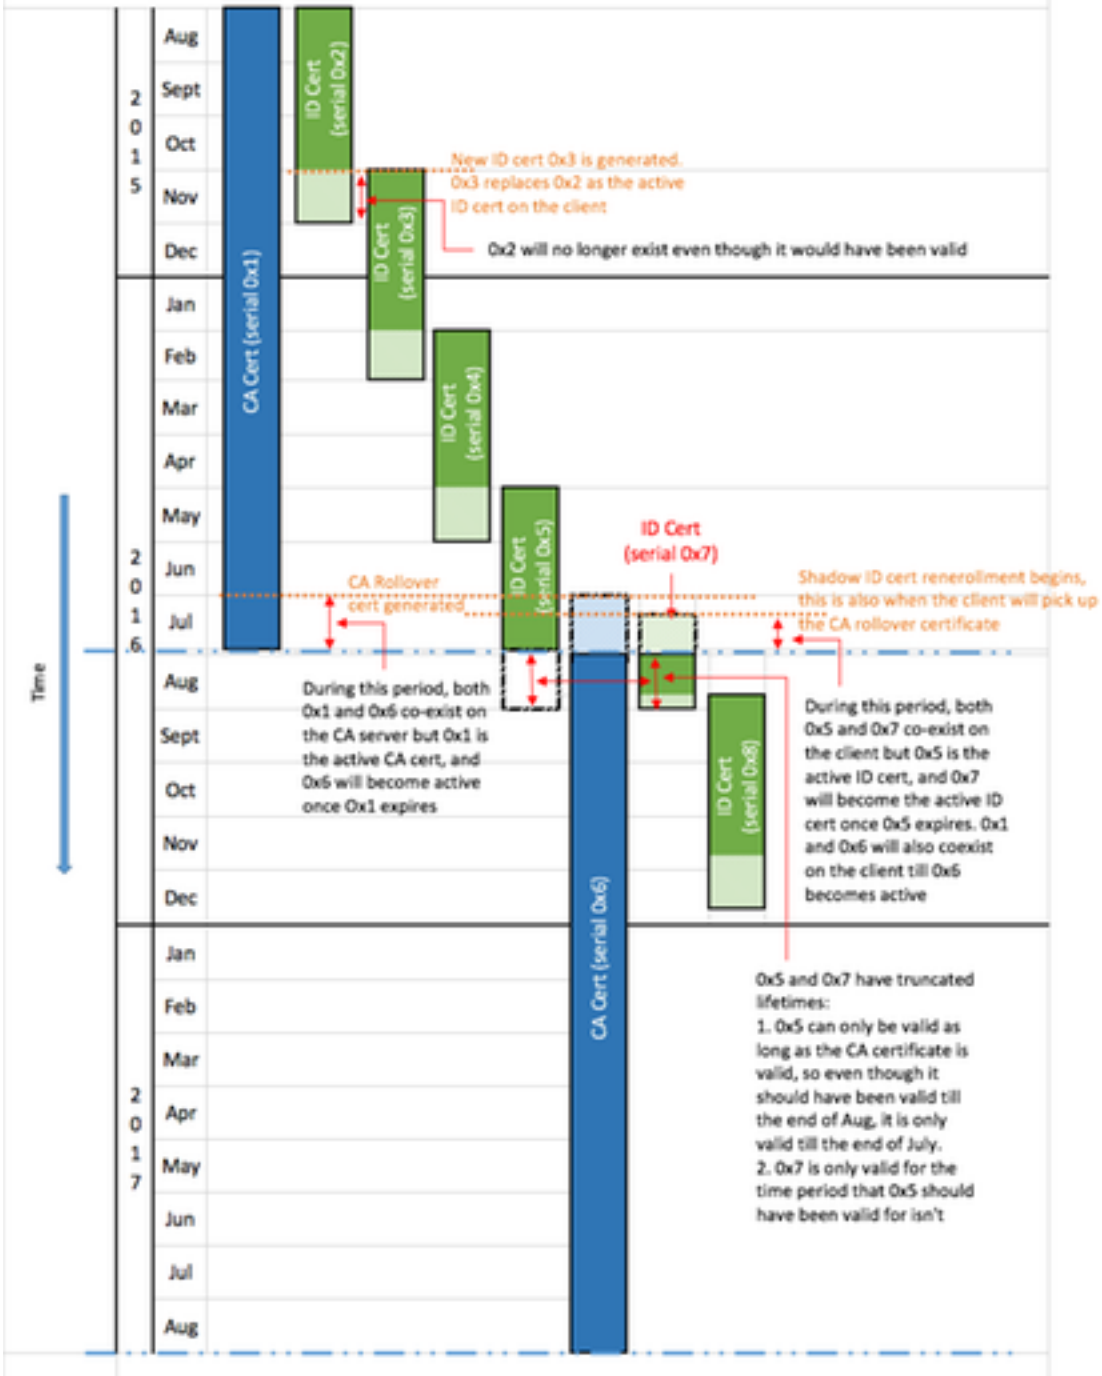 Time
2015
Aug
Sept
Oct
Nov
Dec
2016
Jan
Feb
Mar
Apr
May
Jun
Jul
Aug
Sept
Oct
Nov
Dec
2017
Jan
Feb
Mar
Apr
May
Jun
Jul
Aug
CA Cert (serial 0x1)
ID Cert
(serial 0x2)
ID Cert
(serial 0x3)
New ID cert 0x3 is generated.
0x3 replaces 0x2 as the active
ID cert on the client
0x2 will no longer exist even though it would have been valid
ID Cert
(serial 0x4)
ID Cert
(serial 0x5)
ID Cert
(serial 0x7)
CA Rollover
cert generated
Shadow ID cert renerollment begins,
this is also when the client will pick up
the CA rollover certificate
During this period, both
0x1 and 0x6 co-exist on
the CA server but 0x1 is
the active CA cert, and
0x6 will become active
once Ox1 expires
CA Cert (serial 0x6)
ID Cert
(serial 0x8)
During this period, both
0x5 and 0x7 co-exist on
the client but 0x5 is the
active ID cert, and 0x7
will become the active ID
cert once 0x5 expires. 0x1
and 0x6 will also coexist
on the client till 0x6
becomes active
0x5 and 0x7 have truncated
lifetimes:
1. 0x5 can only be valid as
long as the CA certificate is
valid, so even though it
should have been valid till
the end of Aug, it is only
valid till the end of July.
2. 0x7 is only valid for the
time period that 0x5 should
have been valid for isn't